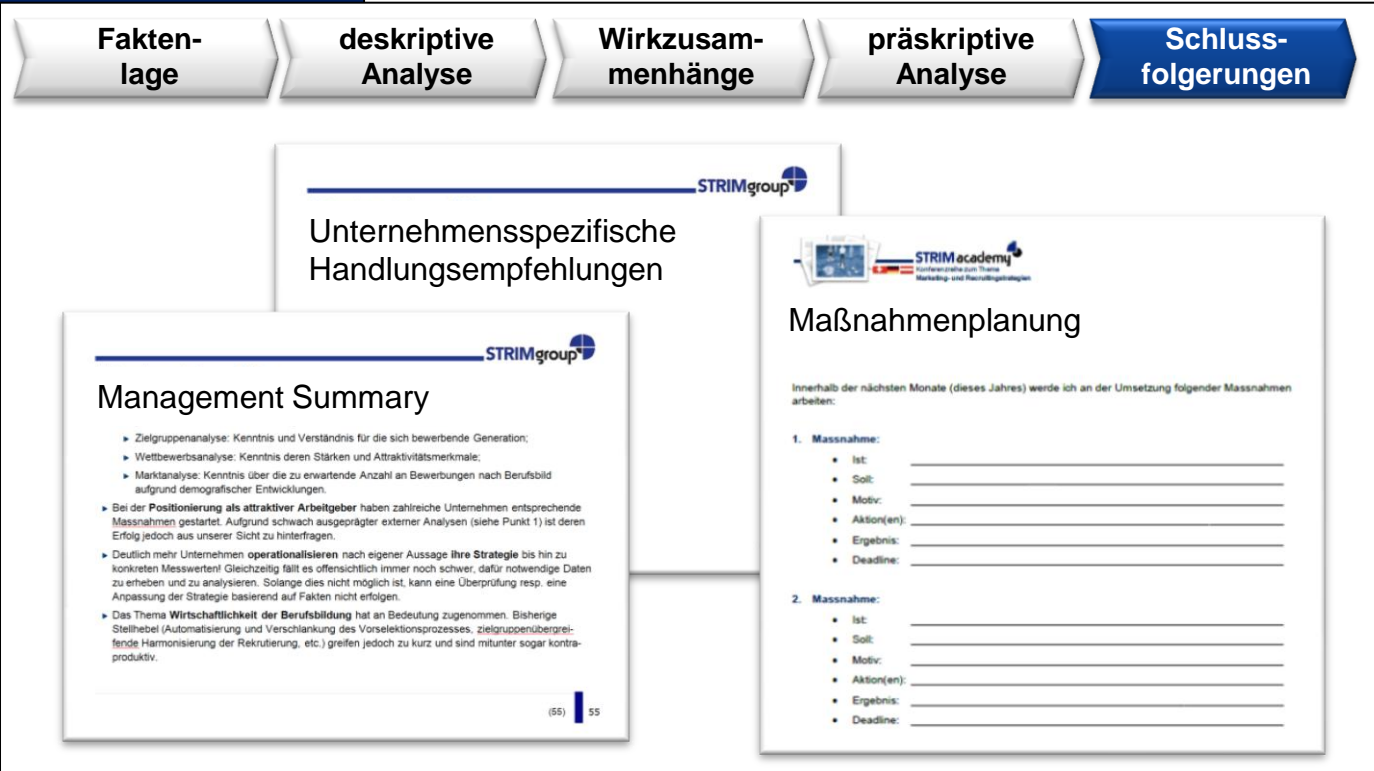 Fakten-
lage
deskriptive
Analyse
Wirkzusam-
menhänge
präskriptive
Analyse
Schluss-
folgerungen
STRIMgroup
Unternehmensspezifische
Handlungsempfehlungen
STRIMgroup
Management Summary
► Zielgruppenanalyse: Kenntnis und Verständnis für die sich bewerbende Generation;
► Wettbewerbsanalyse: Kenntnis deren Stärken und Attraktivitätsmerkmale;
► Marktanalyse: Kenntnis über die zu erwartende Anzahl an Bewerbungen nach Berufsbild
aufgrund demografischer Entwicklungen.
► Bei der Positionierung als attraktiver Arbeitgeber haben zahlreiche Unternehmen entsprechende
Massnahmen gestartet. Aufgrund schwach ausgeprägter externer Analysen (siehe Punkt 1) ist deren
Erfolg jedoch aus unserer Sicht zu hinterfragen.
► Deutlich mehr Unternehmen operationalisieren nach eigener Aussage ihre Strategie bis hin zu
konkreten Messwerten! Gleichzeitig fällt es offensichtlich immer noch schwer, dafür notwendige Daten
zu erheben und zu analysieren. Solange dies nicht möglich ist, kann eine Überprüfung resp. eine
Anpassung der Strategie basierend auf Fakten nicht erfolgen.
► Das Thema Wirtschaftlichkeit der Berufsbildung hat an Bedeutung zugenommen. Bisherige
Stellhebel (Automatisierung und Verschlankung des Vorselektionsprozesses, zielgruppenübergrei-
fende Harmonisierung der Rekrutierung, etc.) greifen jedoch zu kurz und sind mitunter sogar kontra-
produktiv.
(55) 55
STRIM academy
Konferenzreihe zum Thema
Marketing- und Recruitingstrategien
Maßnahmenplanung
Innerhalb der nächsten Monate (dieses Jahres) werde ich an der Umsetzung folgender Massnahmen
arbeiten:
1. Massnahme:
• Ist:
• Soll:
• Motiv:
• Aktion(en):
• Ergebnis:
• Deadline:
2. Massnahme:
• Ist:
• Soll:
• Motiv:
• Aktion(en):
• Ergebnis:
• Deadline: